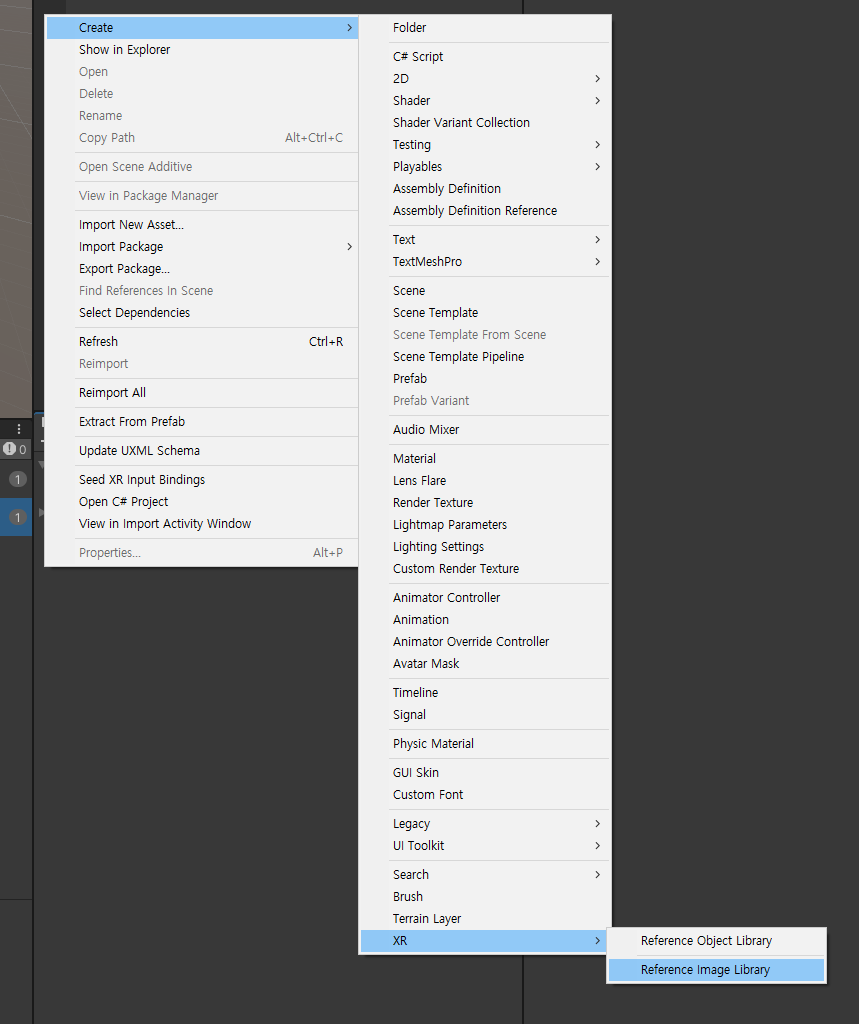 Create
Show in Explorer
Open
Delete
Rename
Copy Path Alt+Ctrl+C
Open Scene Additive
View in Package Manager
Import New Asset...
Import Package
Export Package...
Find References In Scene
Select Dependencies
Refresh Ctrl+R
Reimport
Reimport All
Extract From Prefab
Update UXML Schema
Seed XR Input Bindings
Open C# Project
View in Import Activity Window
Properties... Alt+P
0
1
1
Folder
C# Script
2D
Shader
Shader Variant Collection
Testing
Playables
Assembly Definition
Assembly Definition Reference
Text
TextMeshPro
Scene
Scene Template
Scene Template From Scene
Scene Template Pipeline
Prefab
Prefab Variant
Audio Mixer
Material
Lens Flare
Render Texture
Lightmap Parameters
Lighting Settings
Custom Render Texture
Animator Controller
Animation
Animator Override Controller
Avatar Mask
Timeline
Signal
Physic Material
GUI Skin
Custom Font
Legacy
UI Toolkit
Search
Brush
Terrain Layer
XR
Reference Object Library
Reference Image Library